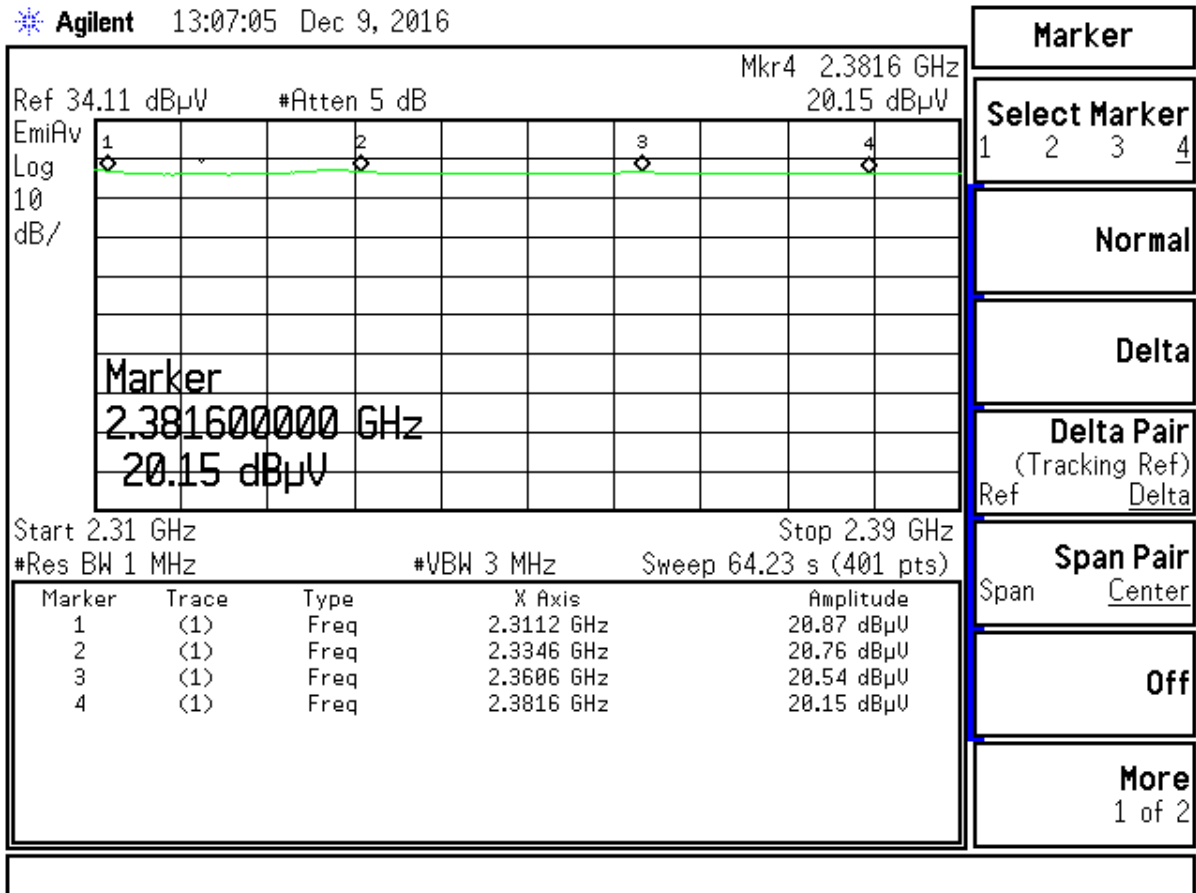 Agilent 13:07:05 Dec 9, 2016
Mkr4 2.3816 GHz
Ref 34.11 dBµV #Atten 5 dB 20.15 dBµV
EmiAv
Log
10
dB/
1 2 3 4
Marker
2.381600000 GHz
20.15 dBµV
Start 2.31 GHz Stop 2.39 GHz
#Res BW 1 MHz #VBW 3 MHz Sweep 64.23 s (401 pts)
Marker Trace Type X Axis Amplitude
1 (1) Freq 2.3112 GHz 20.87 dBµV
2 (1) Freq 2.3346 GHz 20.76 dBµV
3 (1) Freq 2.3606 GHz 20.54 dBµV
4 (1) Freq 2.3816 GHz 20.15 dBµV
Marker
Select Marker
1 2 3 4
Normal
Delta
Delta Pair
(Tracking Ref)
Ref Delta
Span Pair
Span Center
Off
More
1 of 2